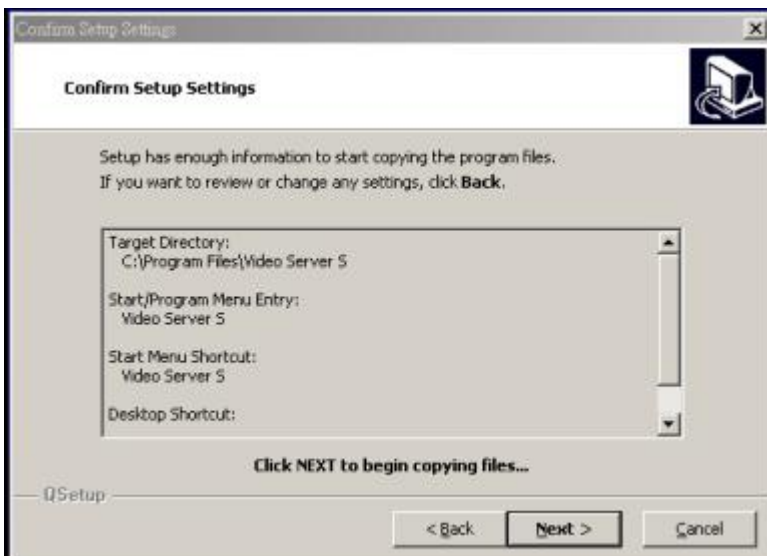 Confirm Setup Settings
Confirm Setup Settings
Setup has enough information to start copying the program files.
If you want to review or change any settings, click Back.
Target Directory:
C:\Program Files\Video Server S
Start/Program Menu Entry:
Video Server S
Start Menu Shortcut:
Video Server S
Desktop Shortcut:
Click NEXT to begin copying files...
QSetup
< Back
Next >
Cancel